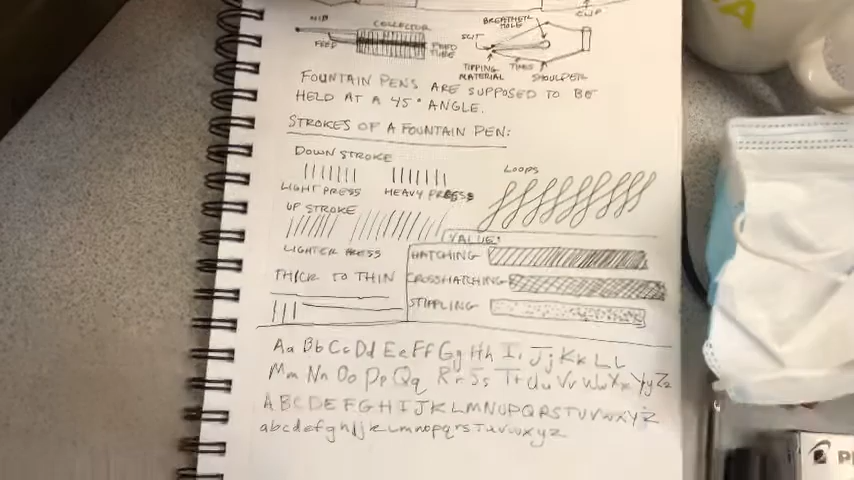 CLIP
NIB
COLLECTOR
FEED
FEED TUBE
BREATHER HOLE
SLIT
TIPPING MATERIAL
TINES
SHOULDER
FOUNTAIN PENS ARE SUPPOSED TO BE
HELD AT A 45° ANGLE.
STROKES OF A FOUNTAIN PEN:
DOWN STROKE
LIGHT PRESS
HEAVY PRESS
LOOPS
UP STROKE
LIGHTER PRESS
THICK TO THIN
VALUE:
HATCHING
CROSSHATCHING
STIPPLING
Aa Bb Cc Dd Ee Ff Gg Hh Ii Jj Kk LL
Mm Nn Oo Pp Qq Rr Ss Tt Uu Vv Ww Xx Yy Zz
ABCDEFGHIJKLMNOPQRSTUVWXYZ
abcdefghijklmnopqrstuvwxyz